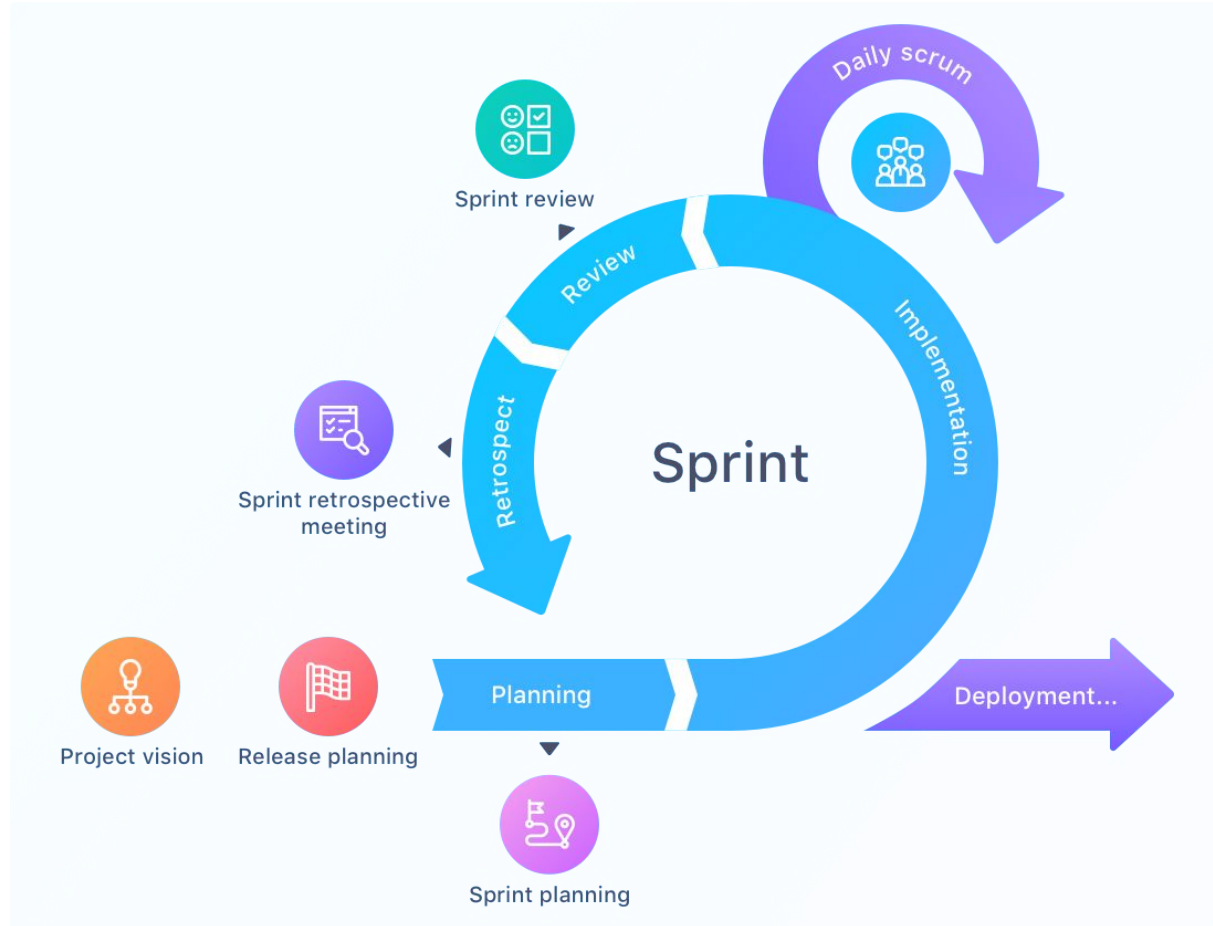 Daily scrum
Sprint review
Review
Implementation
Retrospect
Sprint
Sprint retrospective
meeting
Planning
Deployment...
Project vision
Release planning
Sprint planning